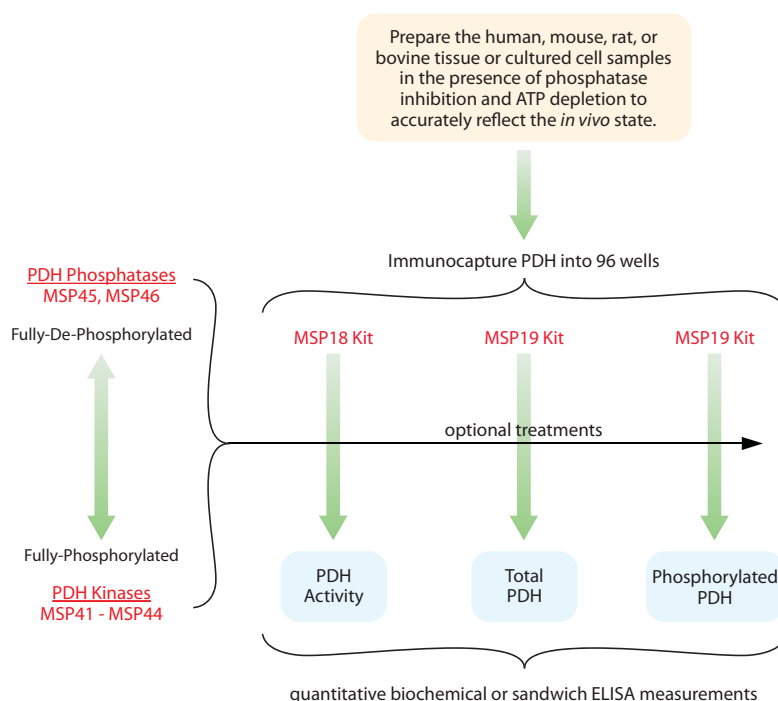 Prepare the human, mouse, rat, or
bovine tissue or cultured cell samples
in the presence of phosphatase
inhibition and ATP depletion to
accurately reflect the in vivo state.
Immunocapture PDH into 96 wells
PDH Phosphatases
MSP45, MSP46
Fully-De-Phosphorylated
MSP18 Kit
MSP19 Kit
MSP19 Kit
optional treatments
Fully-Phosphorylated
PDH Kinases
MSP41 - MSP44
PDH
Activity
Total
PDH
Phosphorylated
PDH
quantitative biochemical or sandwich ELISA measurements